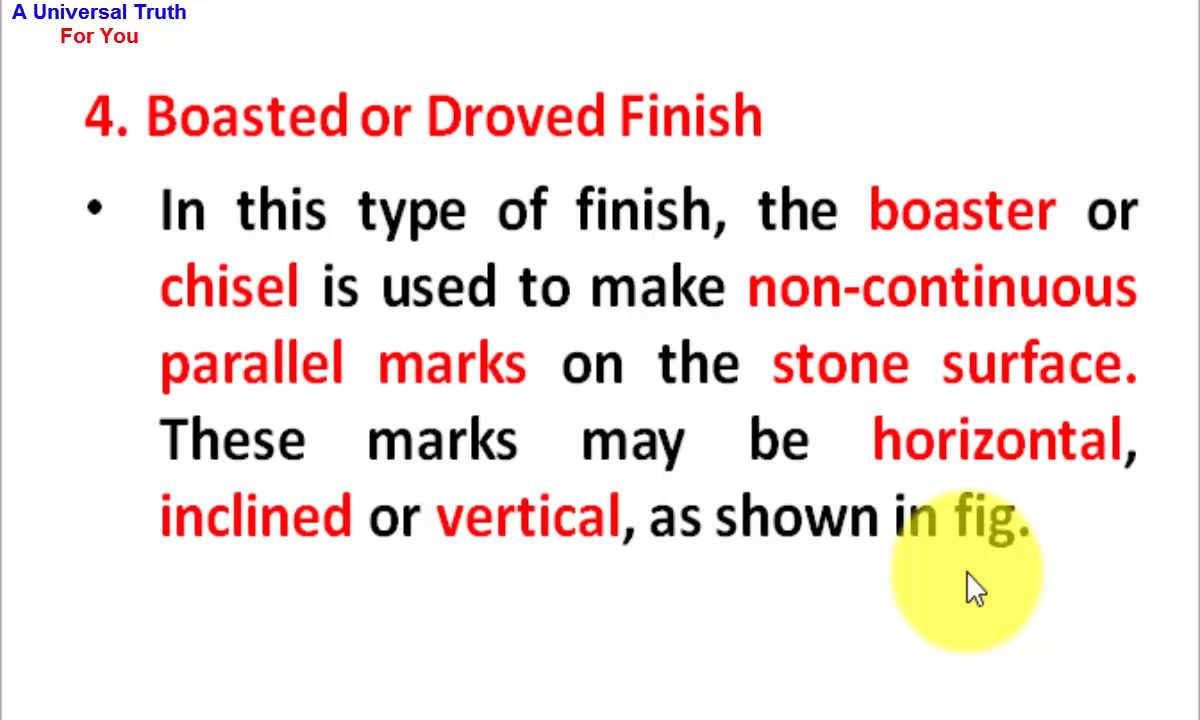 A Universal Truth
For You
4. Boasted or Droved Finish
• In this type of finish, the boaster or
chisel is used to make non-continuous
parallel marks on the stone surface.
These marks may be horizontal,
inclined or vertical, as shown in fig.